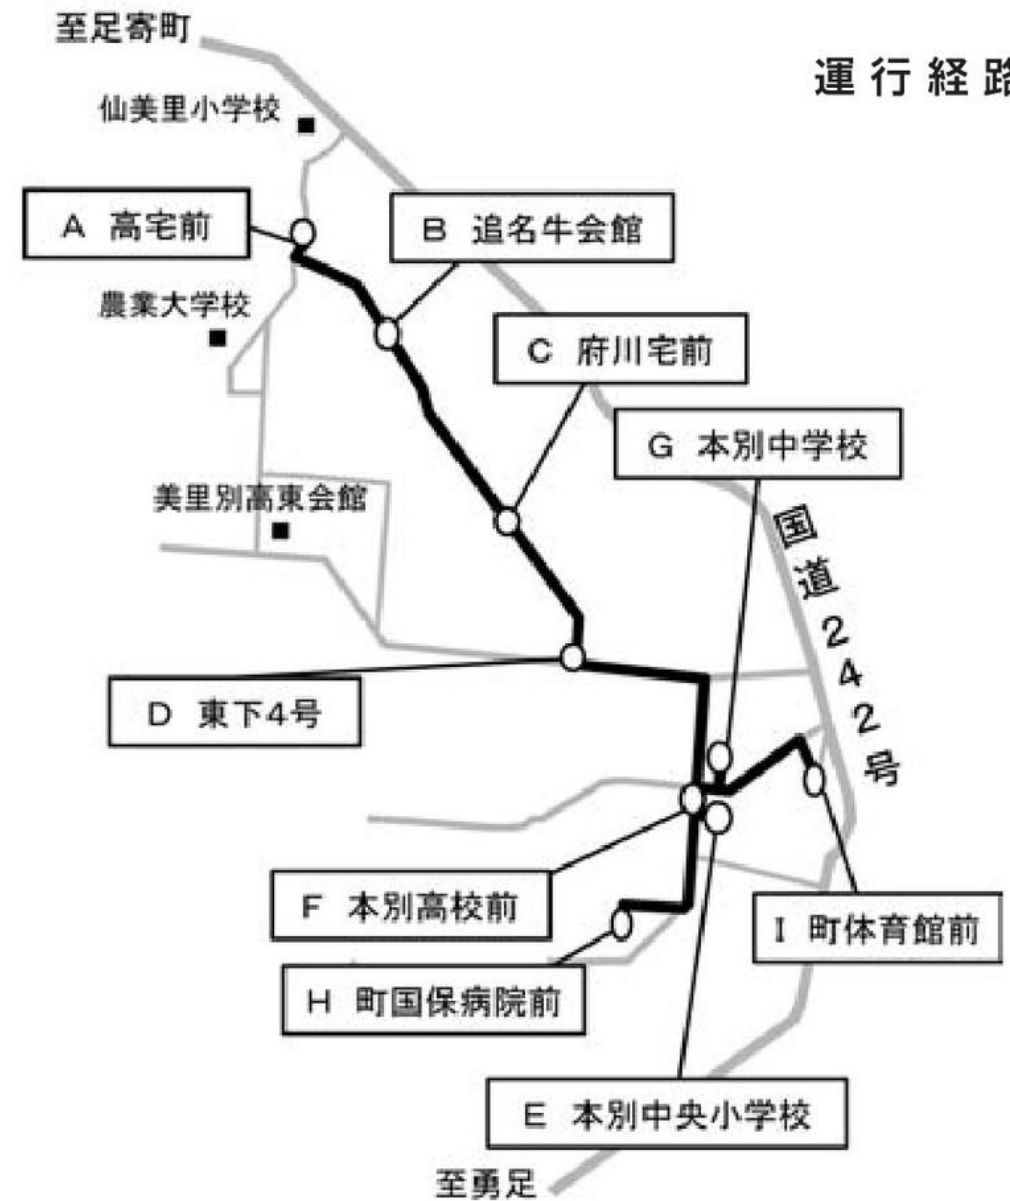 至足寄町
運行経路
仙美里小学校
A 高宅前
B 追名牛会館
農業大学校
C 府川宅前
G 本別中学校
美里別高東会館
国道242号
D 東下4号
F 本別高校前
I 町体育館前
H 町国保病院前
E 本別中央小学校
至勇足